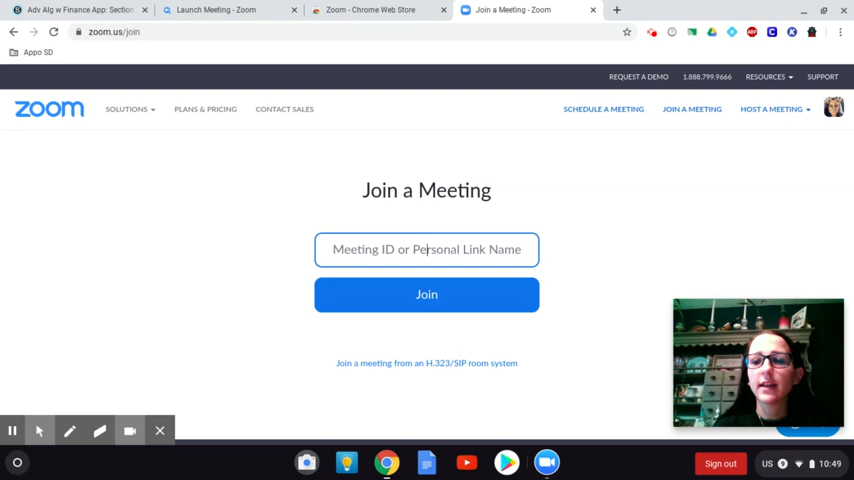 Adv Alg w Finance App: Section
Launch Meeting - Zoom
Zoom - Chrome Web Store
Join a Meeting - Zoom
zoom.us/join
Appo SD
REQUEST A DEMO 1.888.799.9666 RESOURCES SUPPORT
zoom SOLUTIONS PLANS & PRICING CONTACT SALES SCHEDULE A MEETING JOIN A MEETING HOST A MEETING
Join a Meeting
Meeting ID or Personal Link Name
Join
Join a meeting from an H.323/SIP room system
Sign out US 9 10:49